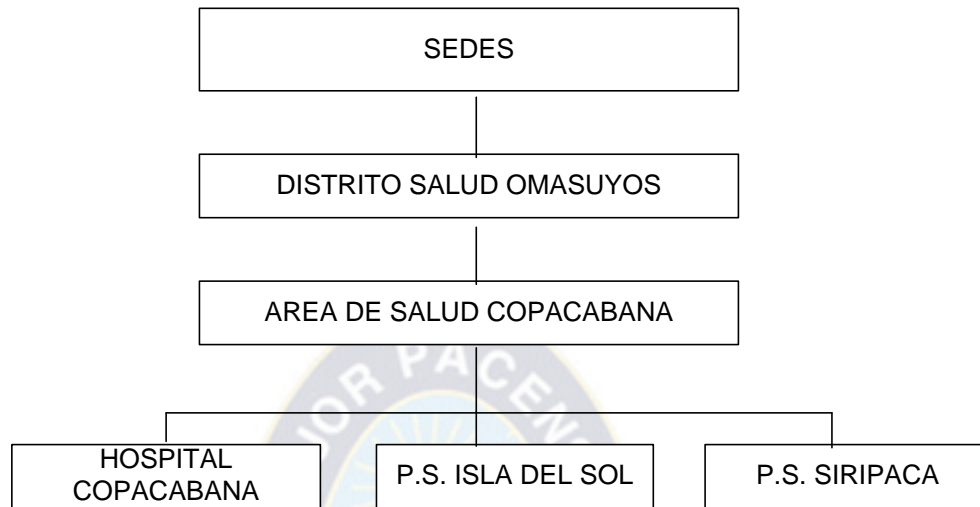 SEDES
DISTRITO SALUD OMASUYOS
AREA DE SALUD COPACABANA
HOSPITAL
COPACABANA
P.S. ISLA DEL SOL
P.S. SIRIPACA